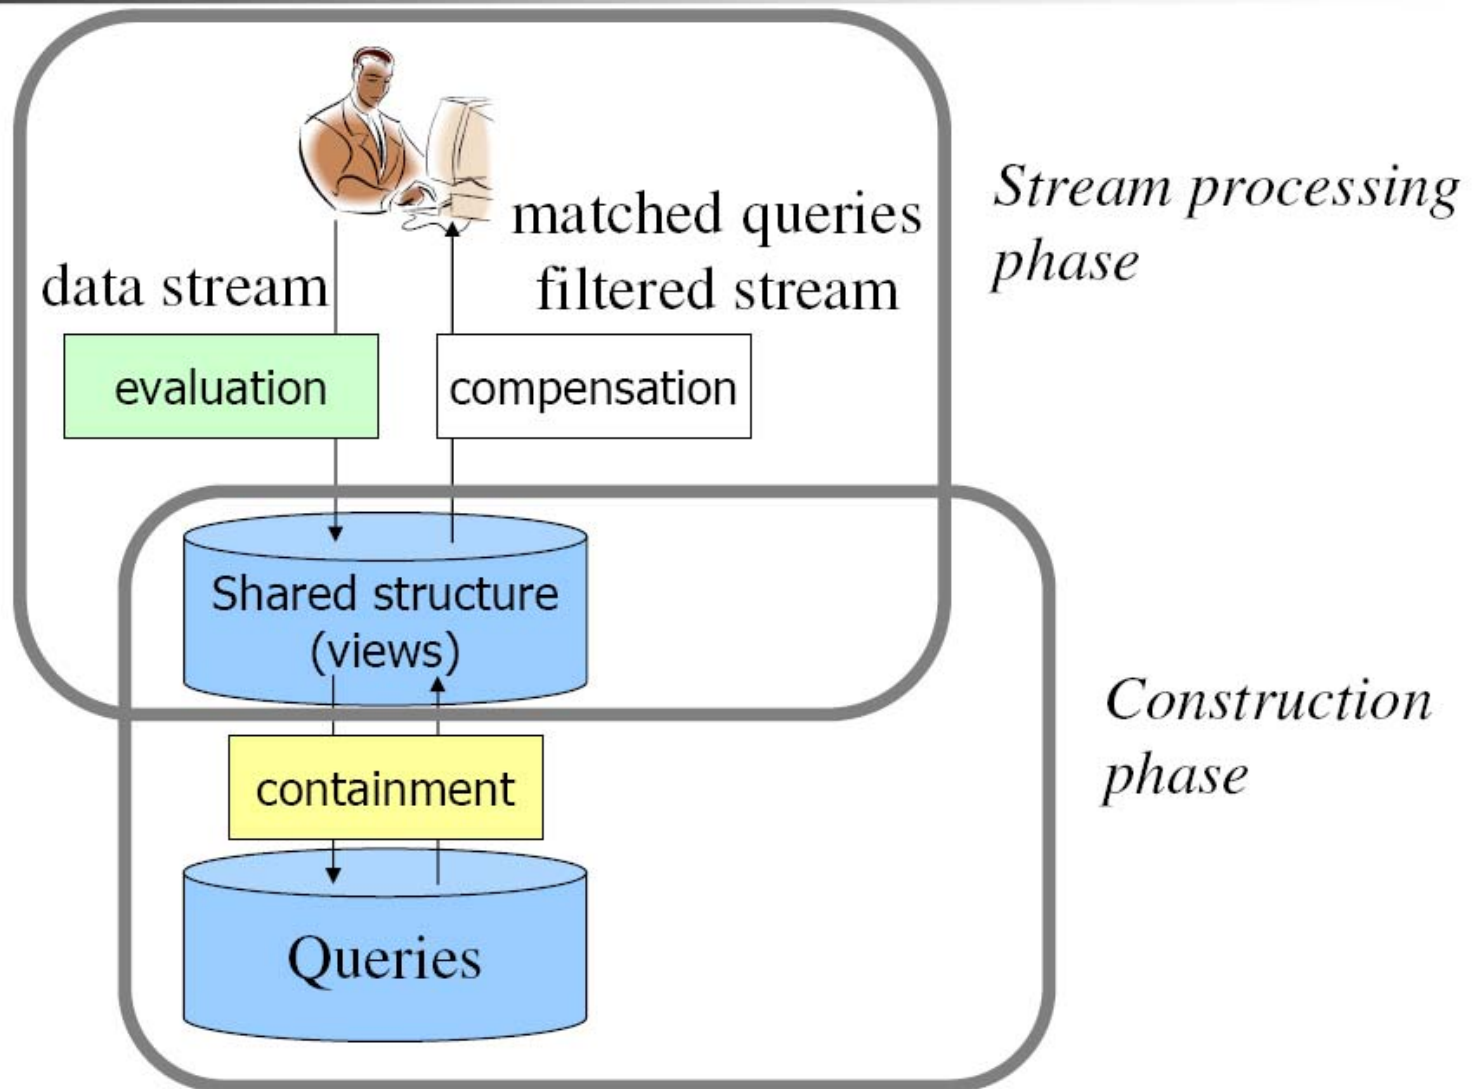 Stream processing
phase
matched queries
filtered stream
data stream
evaluation
compensation
Shared structure
(views)
Construction
phase
containment
Queries